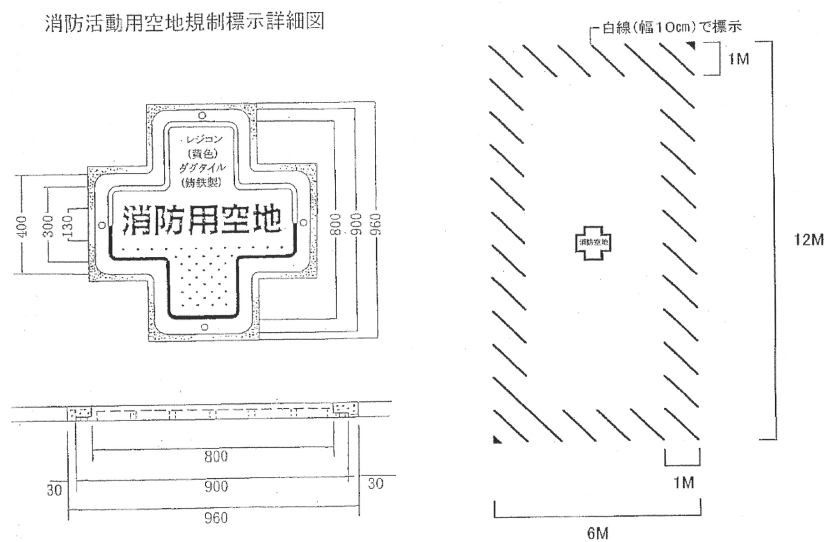 消防活動用空地規制標示詳細図
レジコン
(黄色)
ダグタイル
(鋳鉄製)
消防用空地
400
300
130
800
900
960
800
30
900
30
960
白線(幅10cm)で標示
1M
消防空地
12M
1M
6M